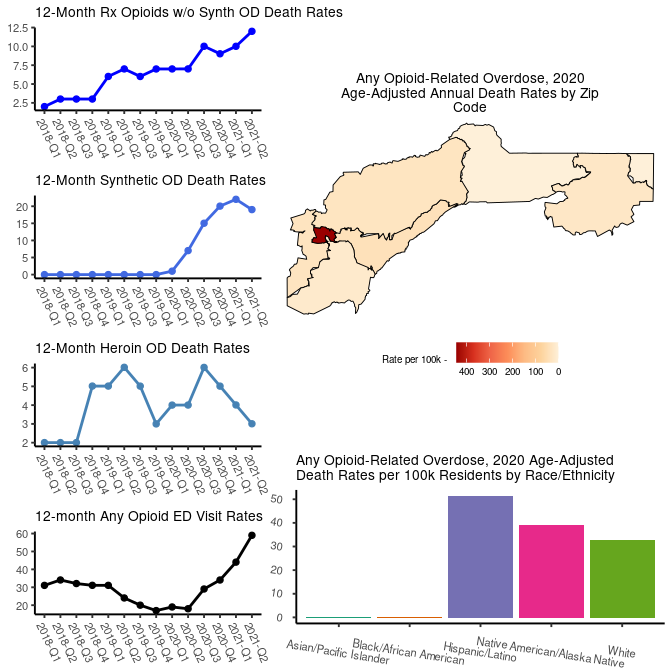 12-Month Rx Opioids w/o Synth OD Death Rates
12.5
10.0
7.5
5.0
2.5
2018-Q1
2018-Q2
2018-Q3
2018-Q4
2019-Q1
2019-Q2
2019-Q3
2019-Q4
2020-Q1
2020-Q2
2020-Q3
2020-Q4
2021-Q1
2021-Q2
12-Month Synthetic OD Death Rates
20
15
10
5
0
2018-Q1
2018-Q2
2018-Q3
2018-Q4
2019-Q1
2019-Q2
2019-Q3
2019-Q4
2020-Q1
2020-Q2
2020-Q3
2020-Q4
2021-Q1
2021-Q2
12-Month Heroin OD Death Rates
6
5
4
3
2
2018-Q1
2018-Q2
2018-Q3
2018-Q4
2019-Q1
2019-Q2
2019-Q3
2019-Q4
2020-Q1
2020-Q2
2020-Q3
2020-Q4
2021-Q1
2021-Q2
12-month Any Opioid ED Visit Rates
60
50
40
30
20
2018-Q1
2018-Q2
2018-Q3
2018-Q4
2019-Q1
2019-Q2
2019-Q3
2019-Q4
2020-Q1
2020-Q2
2020-Q3
2020-Q4
2021-Q1
2021-Q2
Any Opioid-Related Overdose, 2020
Age-Adjusted Annual Death Rates by Zip
Code
Rate per 100k -
400 300 200 100 0
Any Opioid-Related Overdose, 2020 Age-Adjusted
Death Rates per 100k Residents by Race/Ethnicity
50
40
30
20
10
0
Asian/Pacific Islander
Black/African American
Hispanic/Latino
Native American/Alaska Native
White